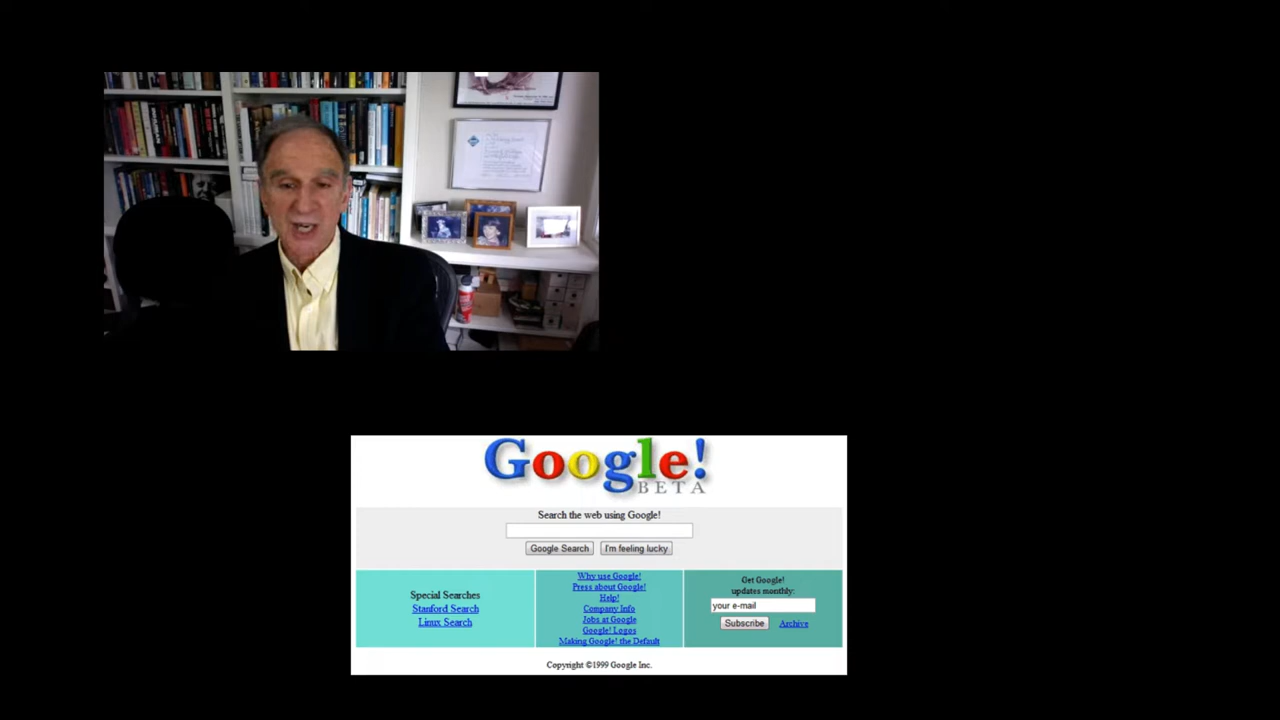 Google!
BETA
Search the web using Google!
Google Search I'm feeling lucky
Special Searches
Stanford Search
Linux Search
Why use Google!
Press about Google!
Help!
Company Info
Jobs at Google
Google! Logos
Making Google! the Default
Get Google!
updates monthly:
your e-mail
Subscribe Archive
Copyright ©1999 Google Inc.